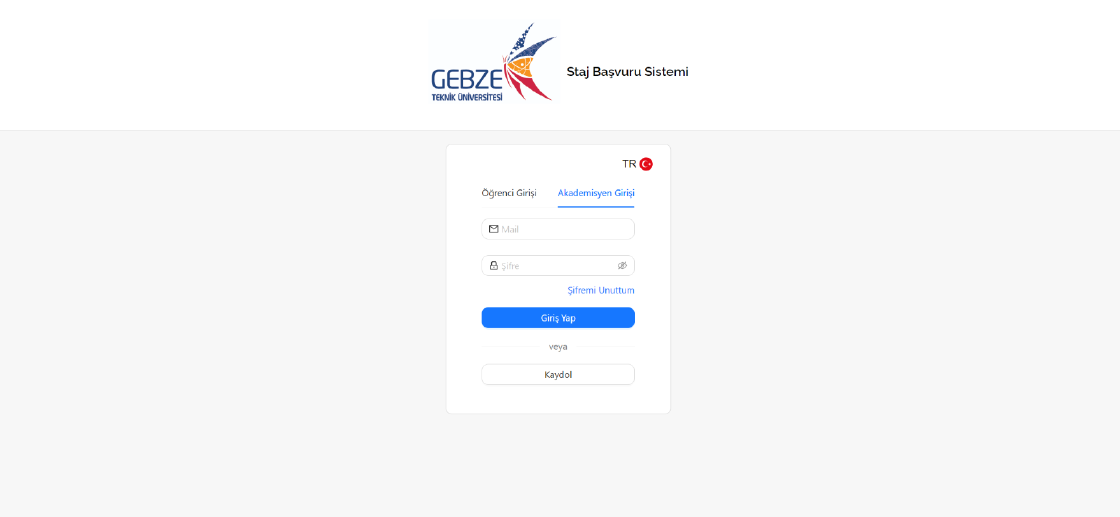 GEBZE
TEKNİK ÜNİVERSİTESİ
Staj Başvuru Sistemi
TR
Öğrenci Girişi Akademisyen Girişi
Mail
Şifre
Şifremi Unuttum
Giriş Yap
veya
Kaydol